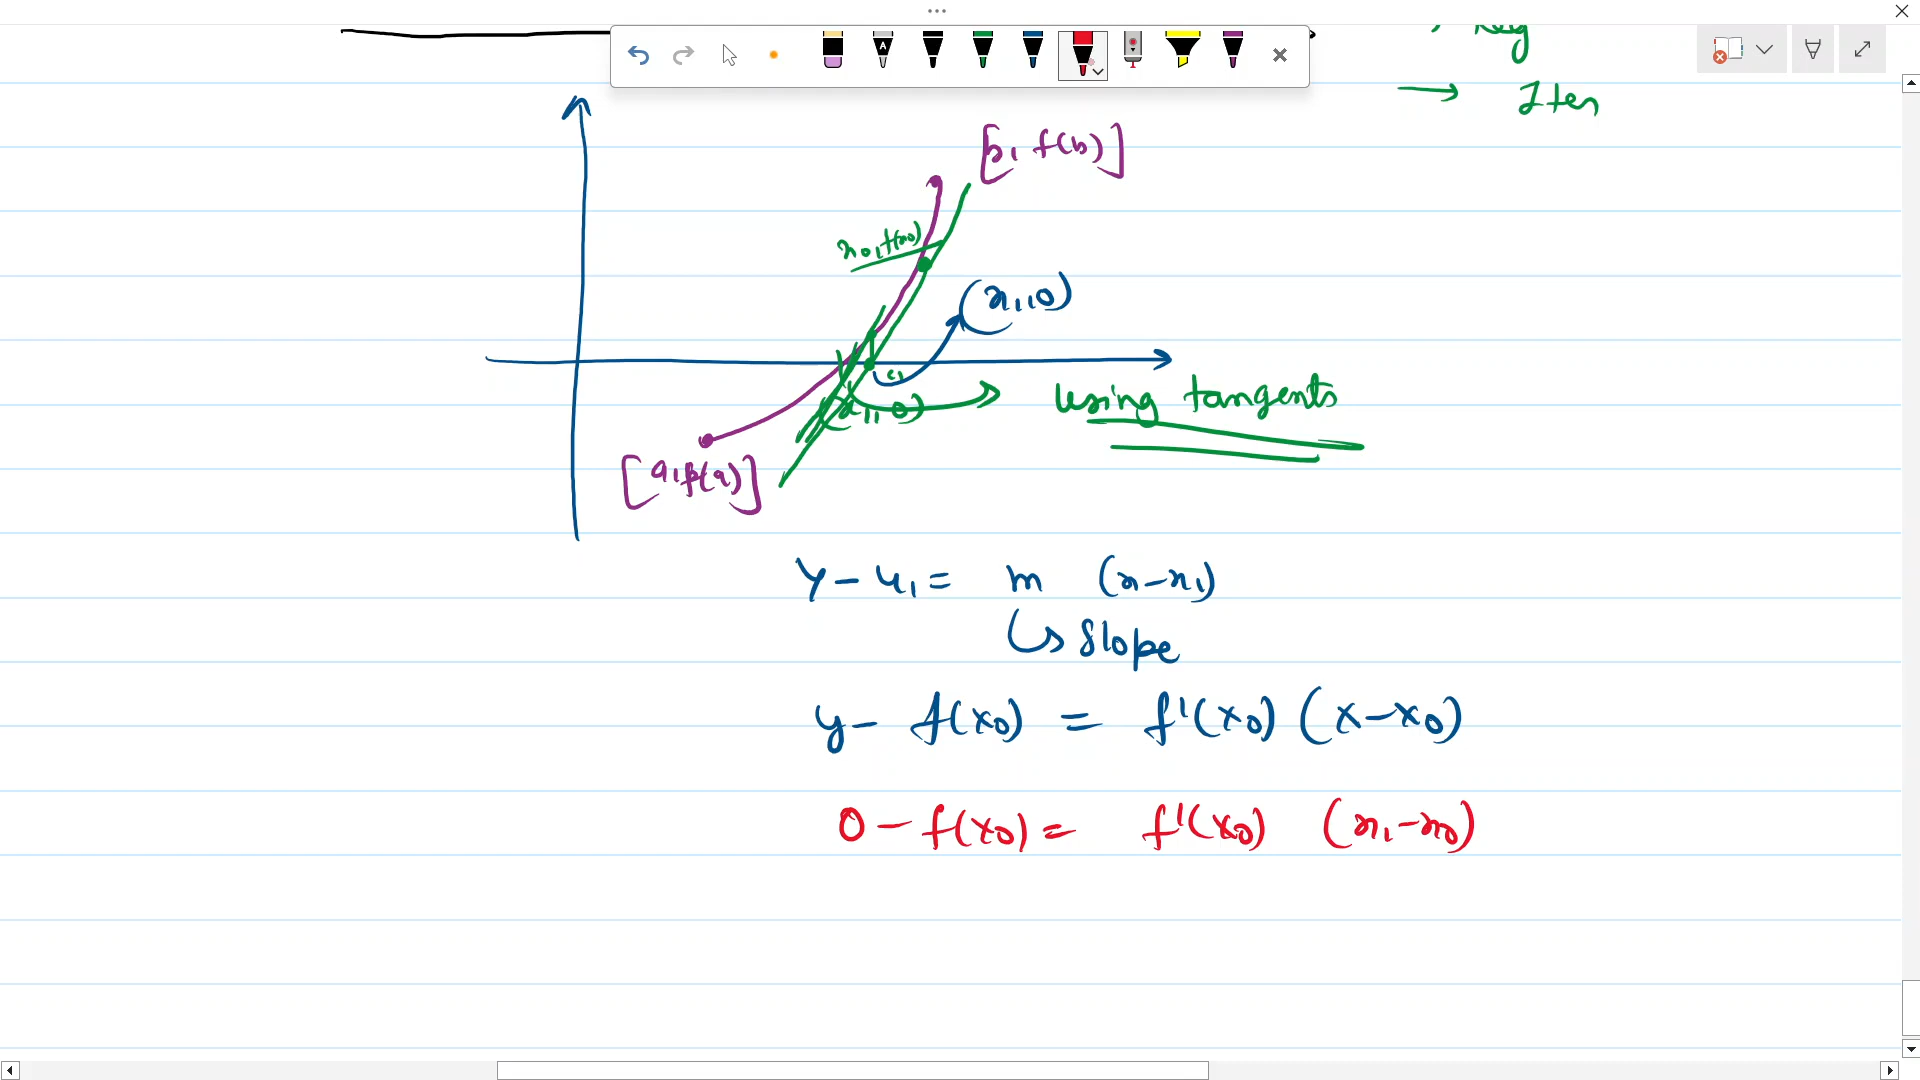 → Iter
[b, f(b)]
x0, f(x0)
(x1, 0)
(x1, 0)
using tangents
[a, f(a)]
y - y1 = m (x-x1)
↳ slope
y - f(x0) = f'(x0) (x-x0)
0 - f(x0) = f'(x0) (x1-x0)